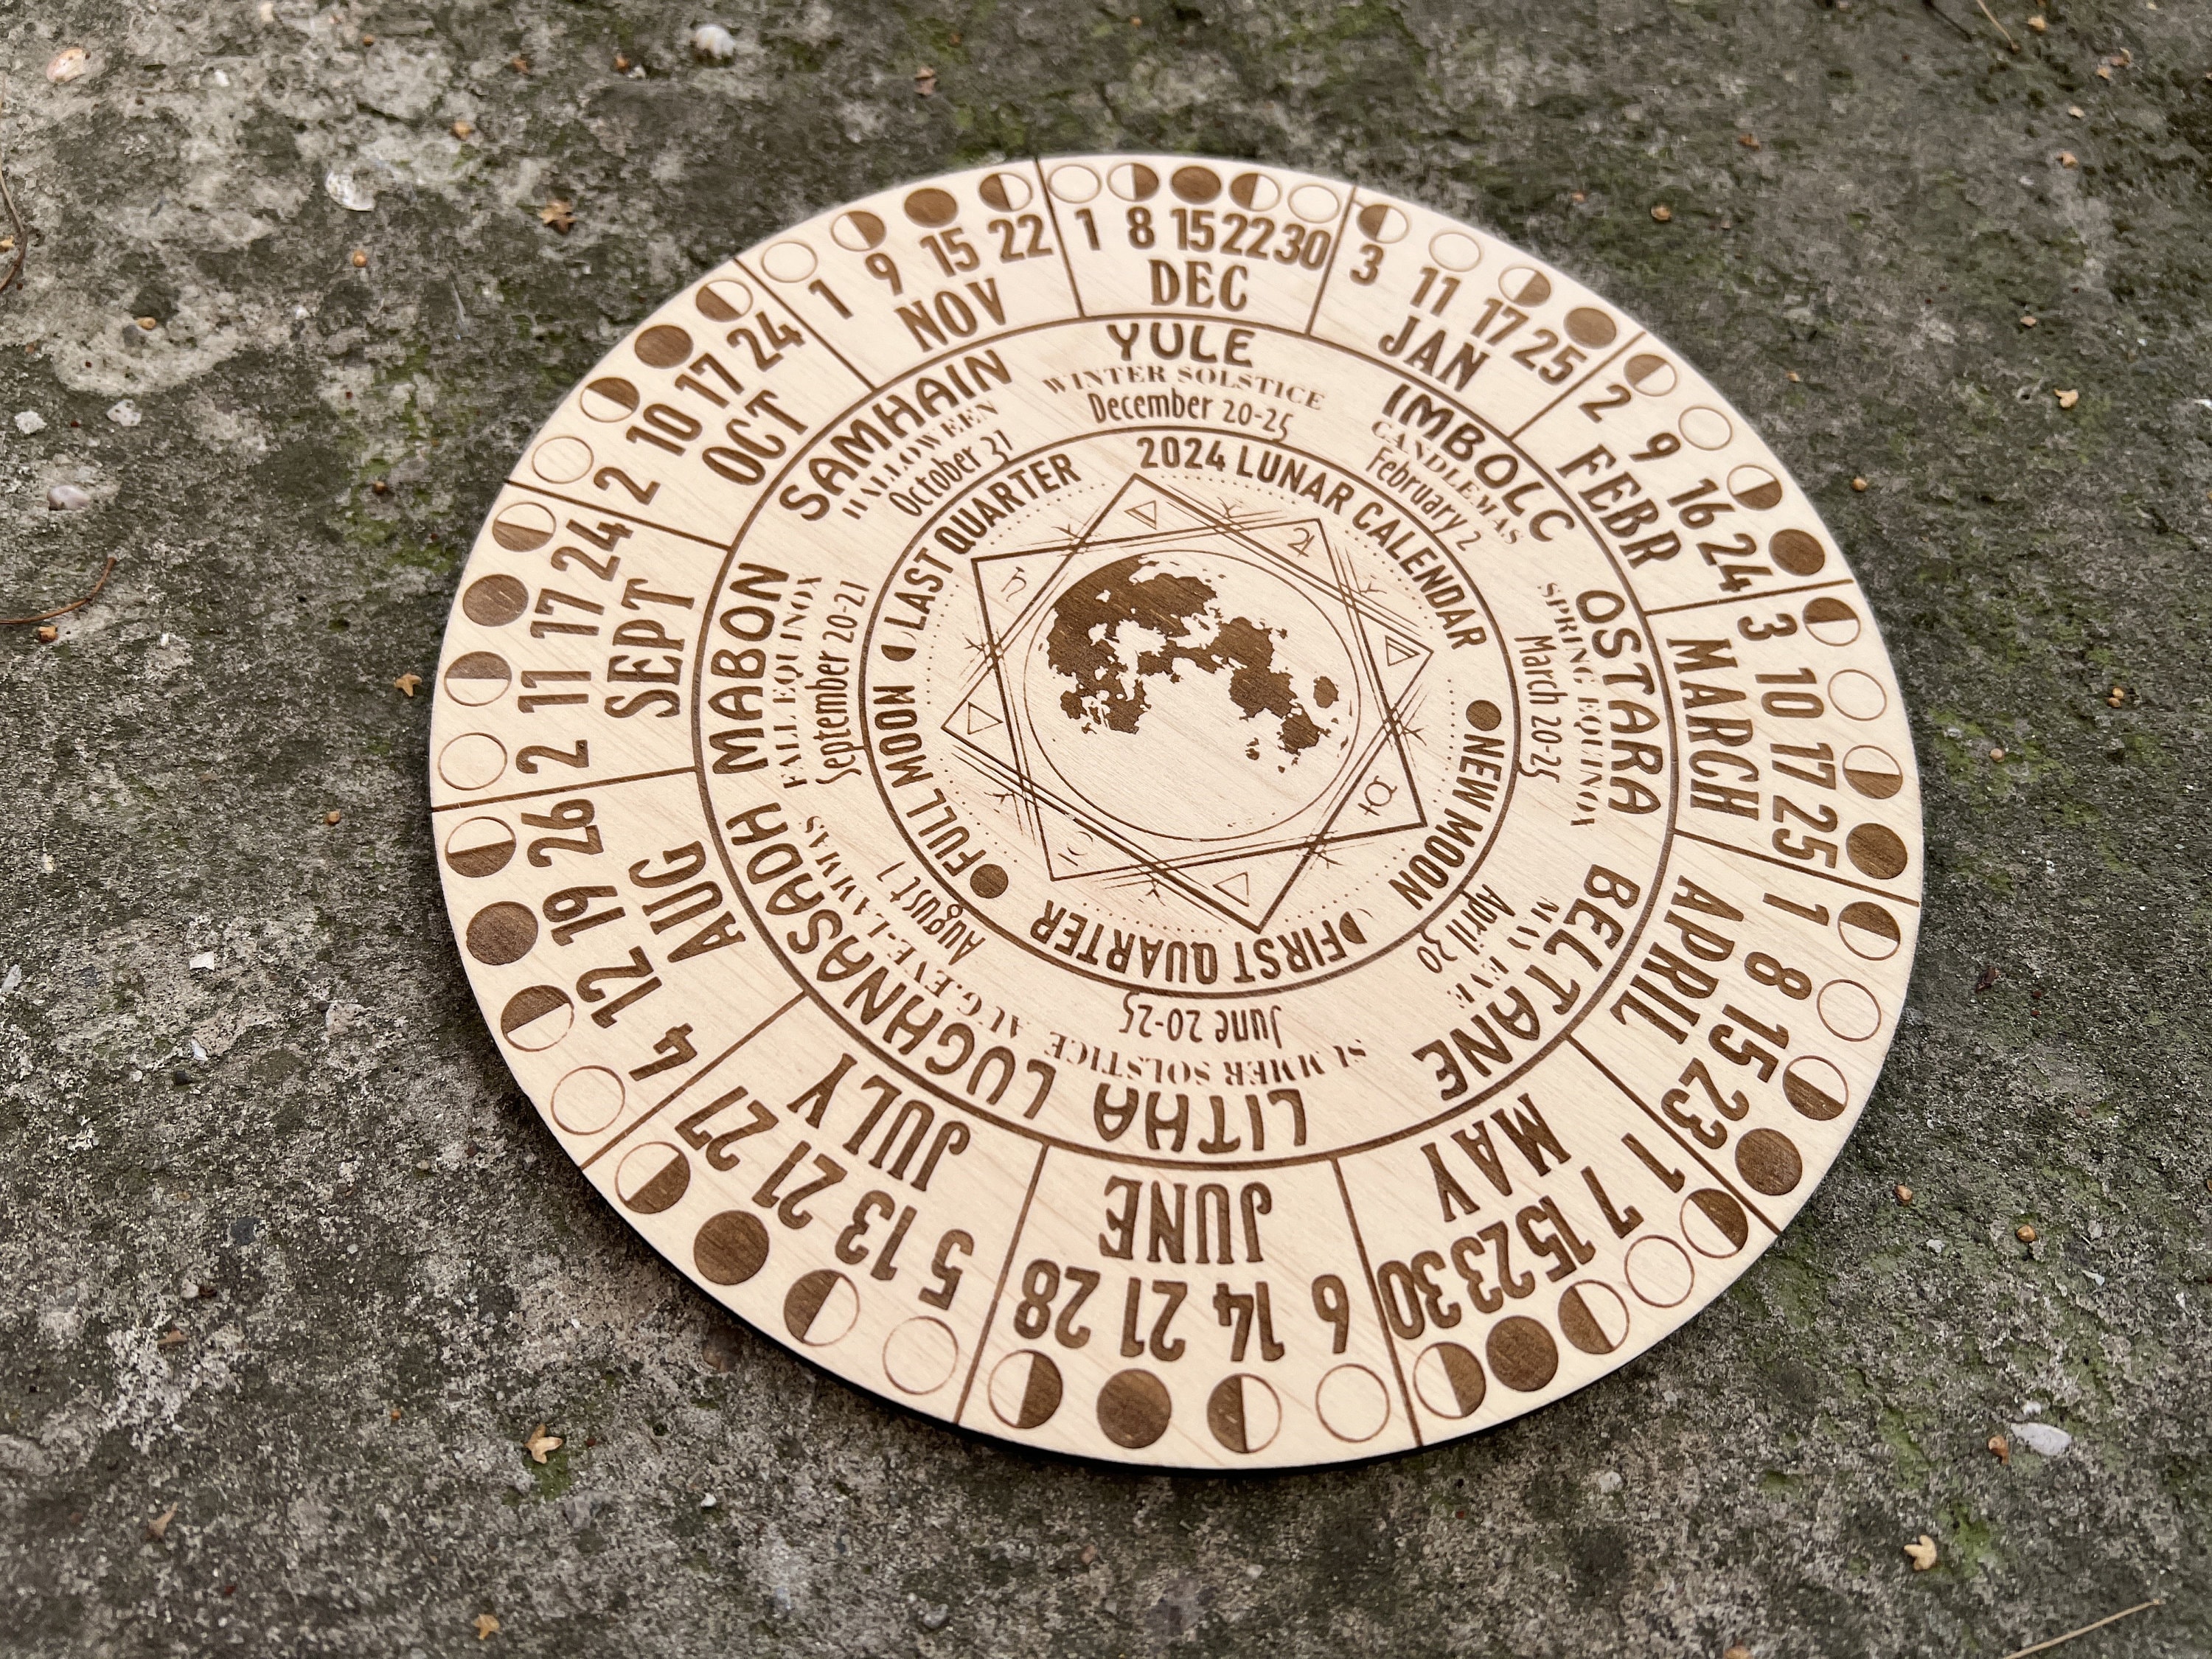 2024 LUNAR CALENDAR
NEW MOON
FIRST QUARTER
FULL MOON
LAST QUARTER
YULE
WINTER SOLSTICE
December 20-25
IMBOLC
CANDLEMAS
February 2
OSTARA
SPRING EQUINOX
March 20-25
BELTANE
MAY EVE
April 30
LITHA
SUMMER SOLSTICE
June 20-25
LUGHNASADH
AUG.EVE-LAMMAS
August 1
MABON
FALL EQUINOX
September 20-21
SAMHAIN
HALLOWEEN
October 31
3 11 17 25
JAN
2 9 16 24
FEBR
3 10 17 25
MARCH
1 8 15 23
APRIL
1 7 15 23 30
MAY
6 14 21 28
JUNE
5 13 21 27
JULY
4 12 19 26
AUG
2 11 17 24
SEPT
2 10 17 24
OCT
1 9 15 22
NOV
1 8 15 22 30
DEC